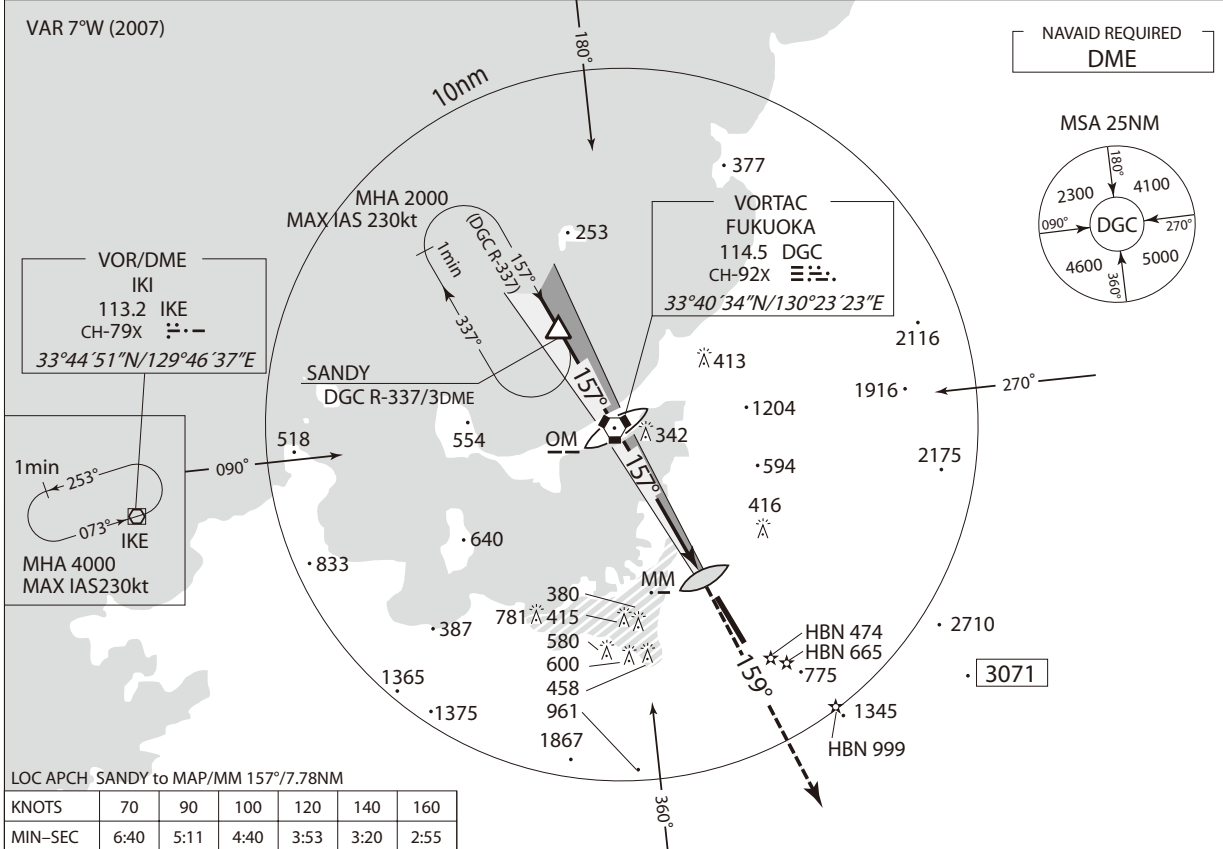 VAR 7°W (2007)
NAVAID REQUIRED
DME
MSA 25NM
180°
2300
4100
090°
DGC
270°
4600
5000
360°
180°
10nm
377
MHA 2000
MAX IAS 230kt
(DGC R-337)
157°
1min
337°
253
VORTAC
FUKUOKA
114.5 DGC
CH-92X
33°40´34"N/130°23´23"E
VOR/DME
IKI
113.2 IKE
CH-79X
33°44´51"N/129°46´37"E
2116
413
SANDY
DGC R-337/3DME
157°
1916
270°
1204
OM
342
554
518
090°
157°
594
2175
416
1min
253°
073°
IKE
MHA 4000
MAX IAS230kt
640
833
MM
380
781
415
387
580
600
458
HBN 474
HBN 665
775
2710
3071
159°
1365
1375
961
1345
1867
HBN 999
360°
LOC APCH SANDY to MAP/MM 157°/7.78NM
KNOTS 70 90 100 120 140 160
MIN–SEC 6:40 5:11 4:40 3:53 3:20 2:55